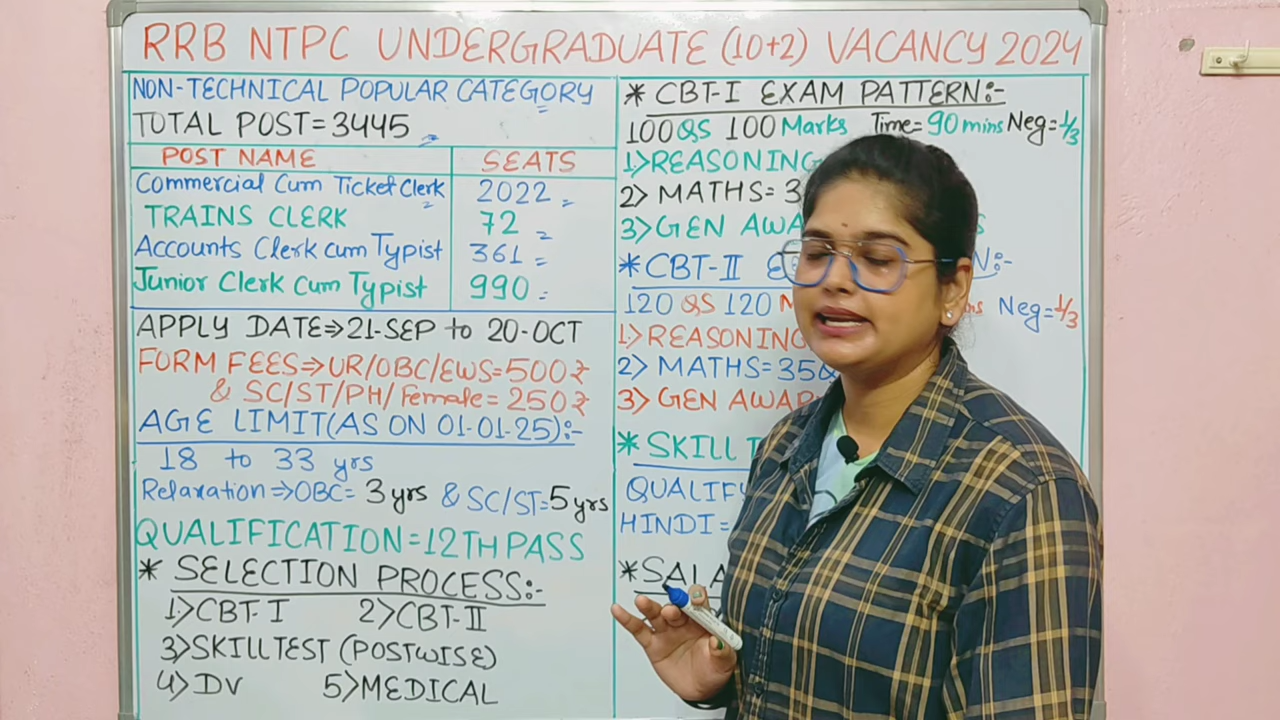 RRB NTPC UNDERGRADUATE (10+2) VACANCY 2024
NON-TECHNICAL POPULAR CATEGORY
TOTAL POST=3445
POST NAME SEATS
Commercial Cum Ticket Clerk 2022
TRAINS CLERK 72
Accounts Clerk cum Typist 361
Junior Clerk Cum Typist 990
APPLY DATE⇒21-SEP to 20-OCT
FORM FEES⇒UR/OBC/EWS=500₹
& SC/ST/PH/Female=250₹
AGE LIMIT(AS ON 01-01-25):-
18 to 33 yrs
Relaxation⇒OBC=3yrs & SC/ST=5yrs
QUALIFICATION=12TH PASS
* SELECTION PROCESS:-
1>CBT-I 2>CBT-II
3>SKILL TEST (POSTWISE)
4>DV 5>MEDICAL
* CBT-I EXAM PATTERN:-
100QS 100 Marks Time=90mins Neg=1/3
1>REASONING
2> MATHS=3
3>GEN AWA
*CBT-II E N:-
120 QS 120 M ns Neg=1/3
1>REASONING
2> MATHS=35Q
3> GEN AWAR
*SKILL T
QUALIFY
HINDI=
*SALA